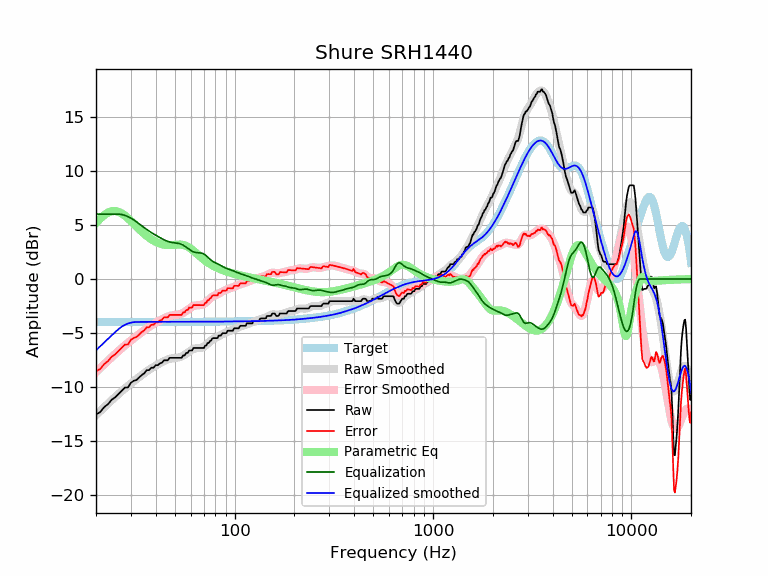 Shure SRH1440
Amplitude (dBr)
15
10
5
0
−5
−10
−15
−20
Target
Raw Smoothed
Error Smoothed
Raw
Error
Parametric Eq
Equalization
Equalized smoothed
100
1000
10000
Frequency (Hz)